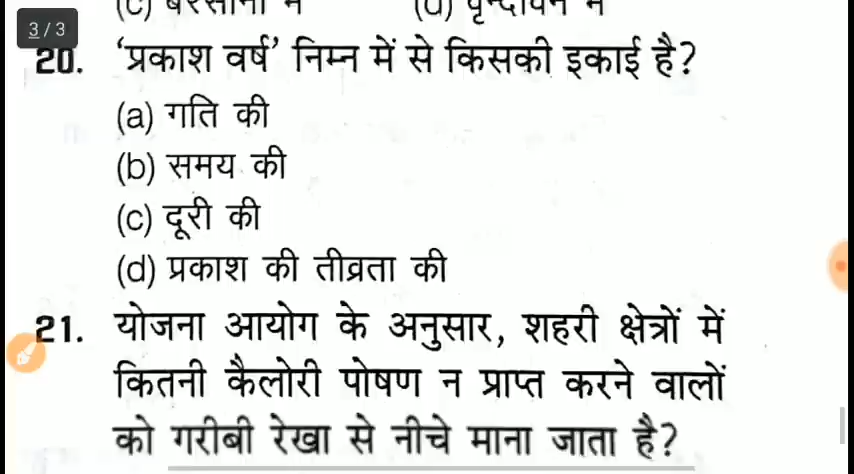 3/3
20. ‘प्रकाश वर्ष’ निम्न में से किसकी इकाई है?
(a) गति की
(b) समय की
(c) दूरी की
(d) प्रकाश की तीव्रता की
21. योजना आयोग के अनुसार, शहरी क्षेत्रों में
कितनी कैलोरी पोषण न प्राप्त करने वालों
को गरीबी रेखा से नीचे माना जाता है?